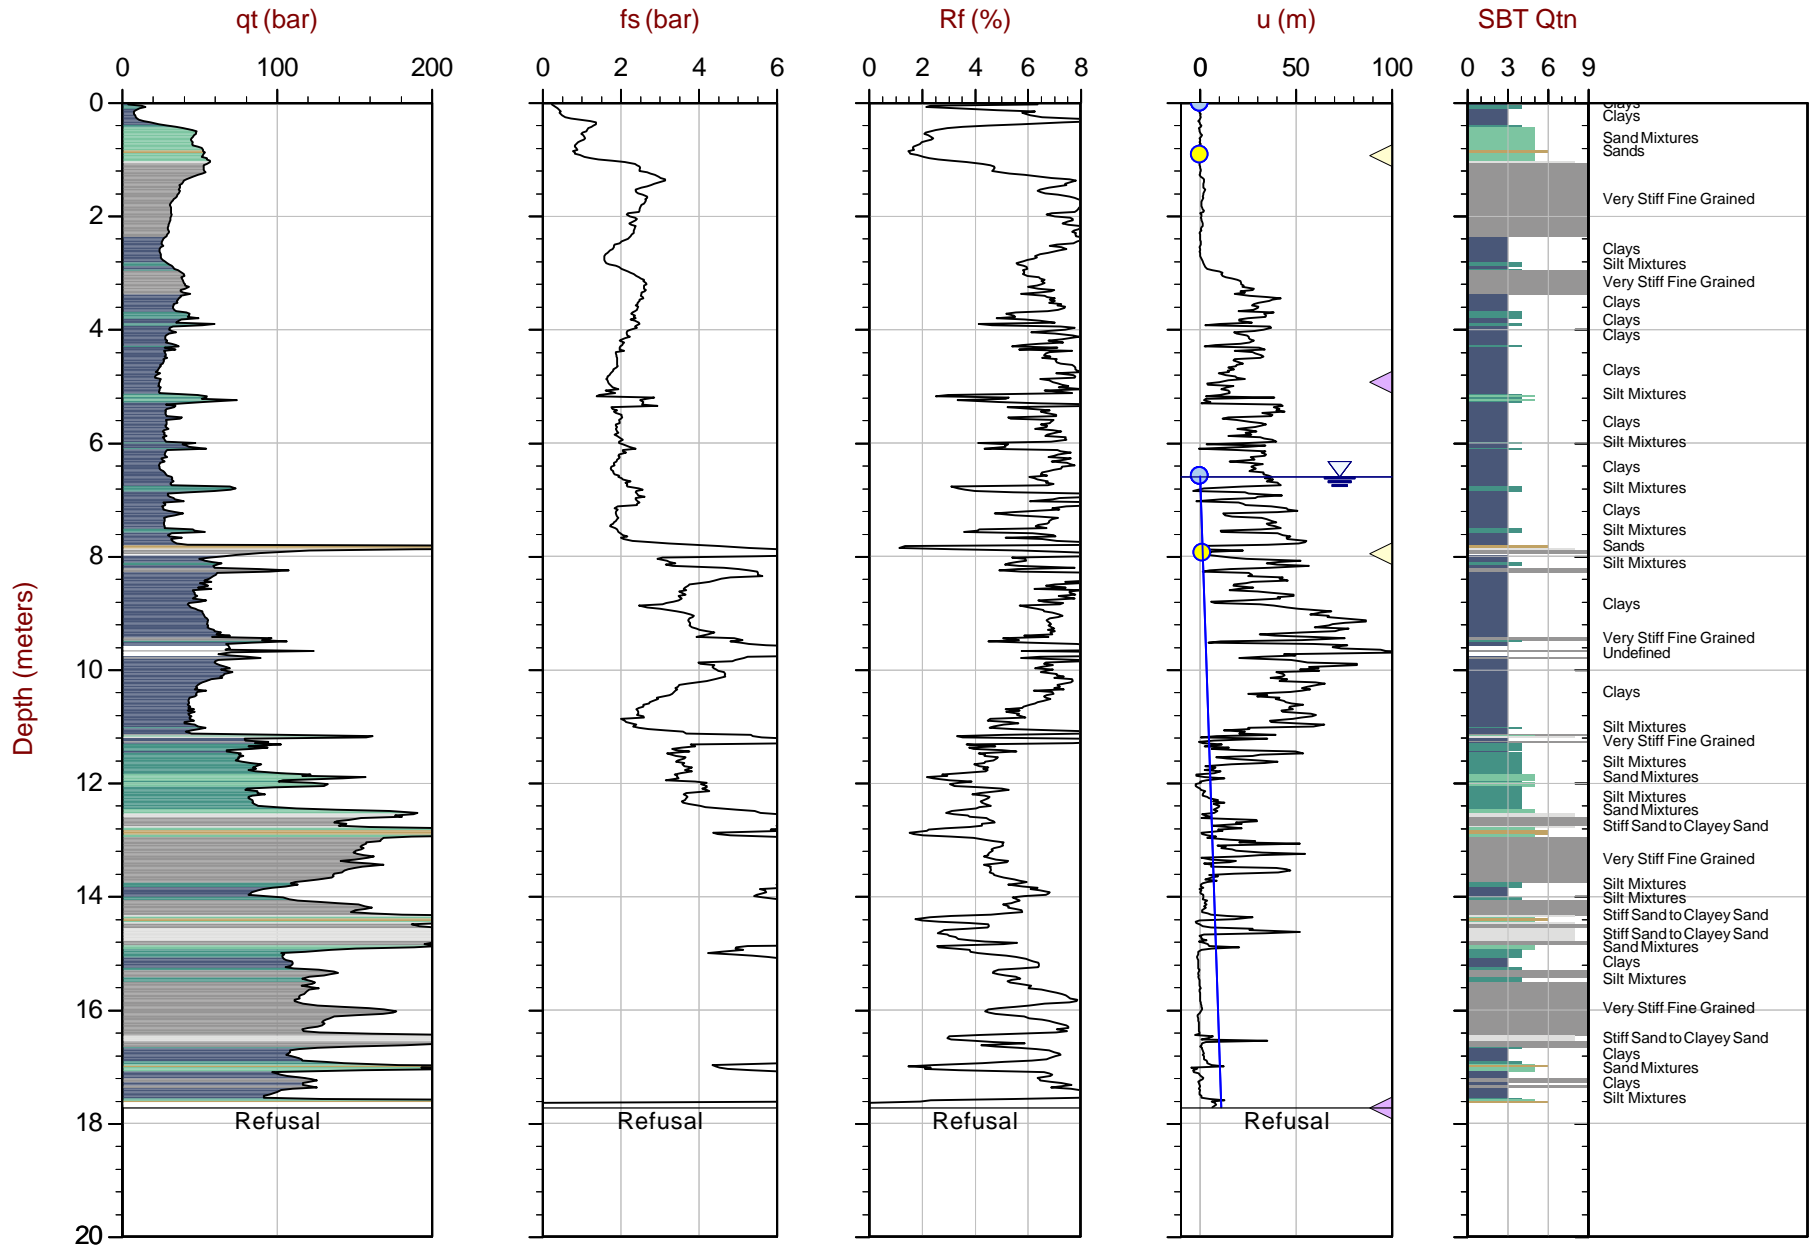 qt (bar)
fs (bar)
Rf (%)
u (m)
SBT Qtn
0 100 200
0 2 4 6
0 2 4 6 8
0 50 100
0 3 6 9
Depth (meters)
0
2
4
6
8
10
12
14
16
18
20
Clays
Clays
Sand Mixtures
Sands
Very Stiff Fine Grained
Clays
Silt Mixtures
Very Stiff Fine Grained
Clays
Clays
Clays
Clays
Silt Mixtures
Clays
Silt Mixtures
Clays
Silt Mixtures
Clays
Silt Mixtures
Sands
Silt Mixtures
Clays
Very Stiff Fine Grained
Undefined
Clays
Silt Mixtures
Very Stiff Fine Grained
Silt Mixtures
Sand Mixtures
Silt Mixtures
Sand Mixtures
Stiff Sand to Clayey Sand
Very Stiff Fine Grained
Silt Mixtures
Silt Mixtures
Stiff Sand to Clayey Sand
Stiff Sand to Clayey Sand
Sand Mixtures
Clays
Silt Mixtures
Very Stiff Fine Grained
Stiff Sand to Clayey Sand
Clays
Sand Mixtures
Clays
Silt Mixtures
Refusal
Refusal
Refusal
Refusal